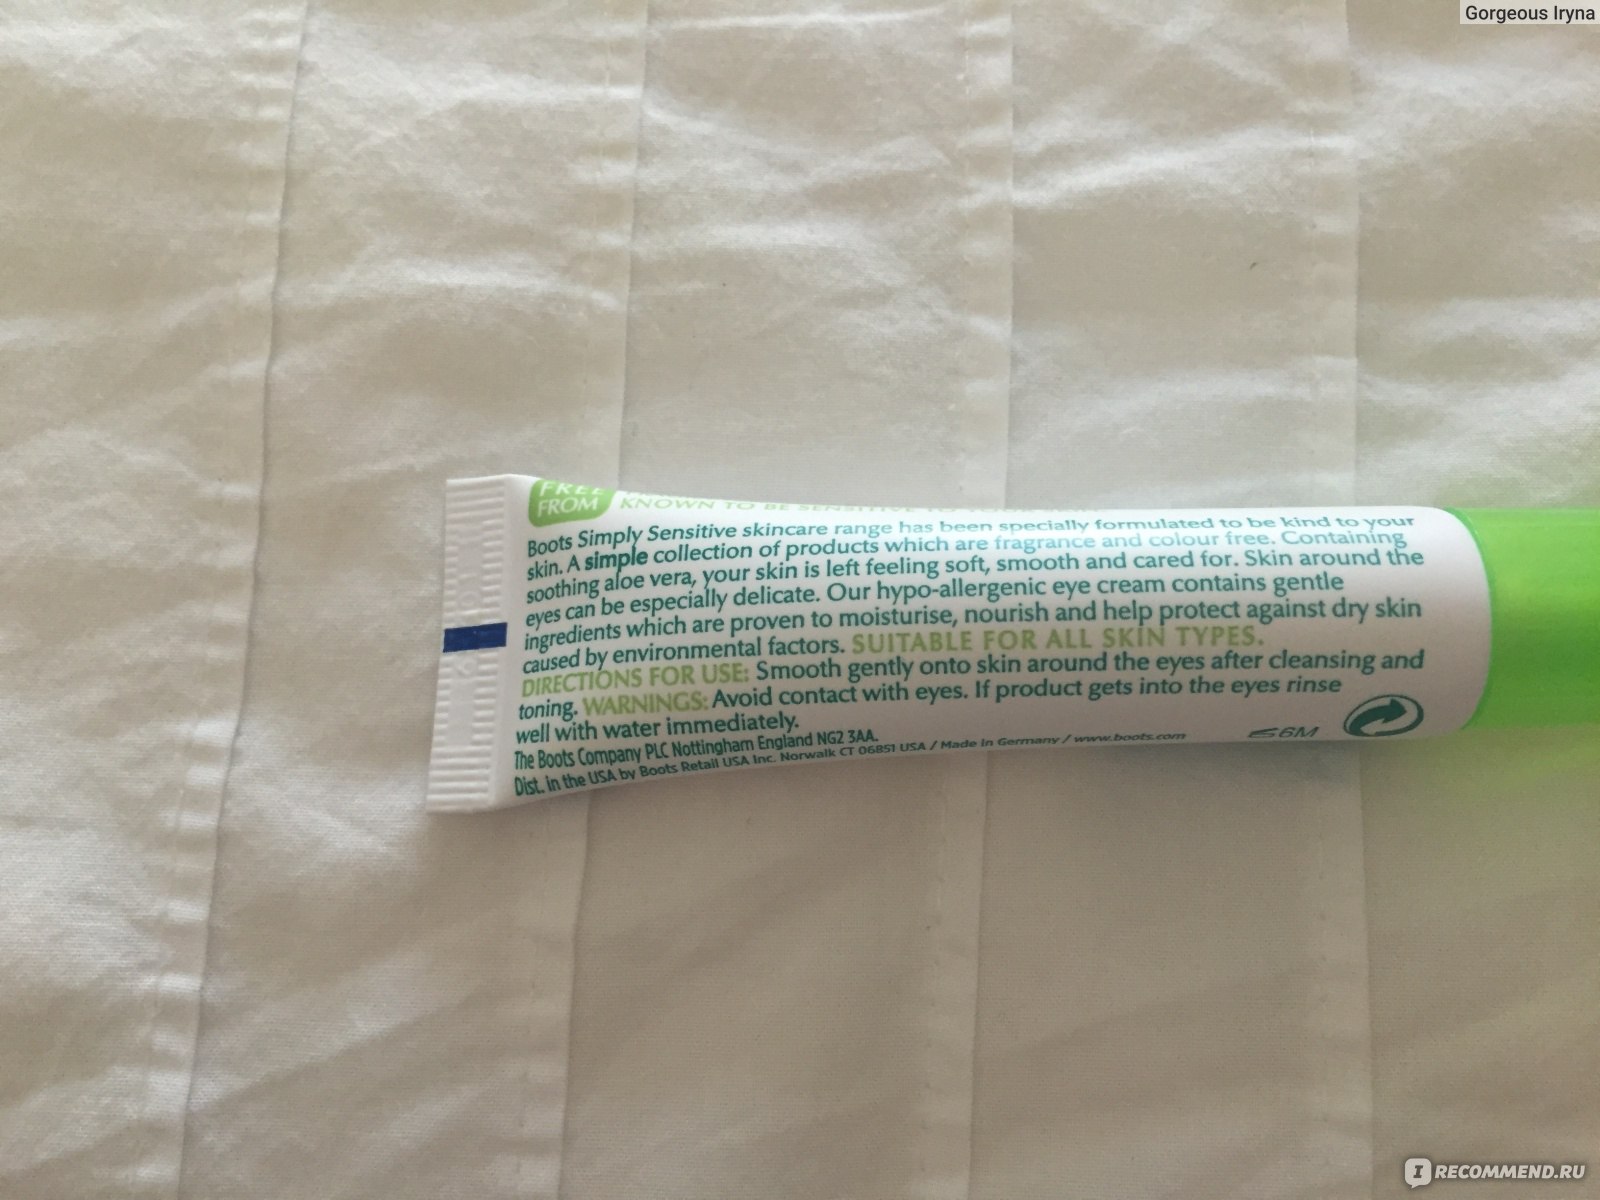 Gorgeous Iryna
FREE
FROM
KNOWN TO BE SENSITIVE TO YOUR SKIN
Boots Simply Sensitive skincare range has been specially formulated to be kind to your
skin. A simple collection of products which are fragrance and colour free. Containing
soothing aloe vera, your skin is left feeling soft, smooth and cared for. Skin around the
eyes can be especially delicate. Our hypo-allergenic eye cream contains gentle
ingredients which are proven to moisturise, nourish and help protect against dry skin
caused by environmental factors. SUITABLE FOR ALL SKIN TYPES.
DIRECTIONS FOR USE: Smooth gently onto skin around the eyes after cleansing and
toning. WARNINGS: Avoid contact with eyes. If product gets into the eyes rinse
well with water immediately.
The Boots Company PLC Nottingham England NG2 3AA.
Dist. in the USA by Boots Retail USA Inc. Norwalk CT 06851 USA / Made in Germany / www.boots.com
6M
I RECOMMEND.RU